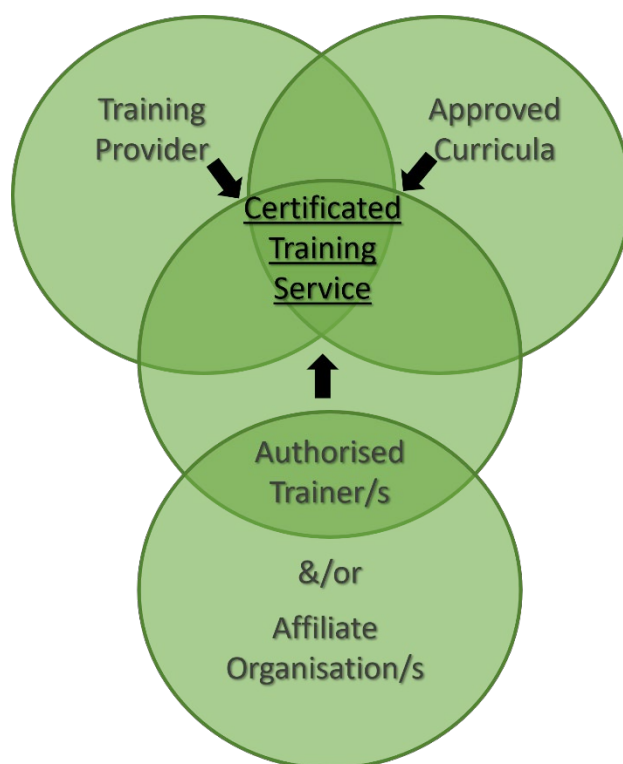 Training
Provider
Approved
Curricula
Certificated
Training
Service
Authorised
Trainer/s
&/or
Affiliate
Organisation/s